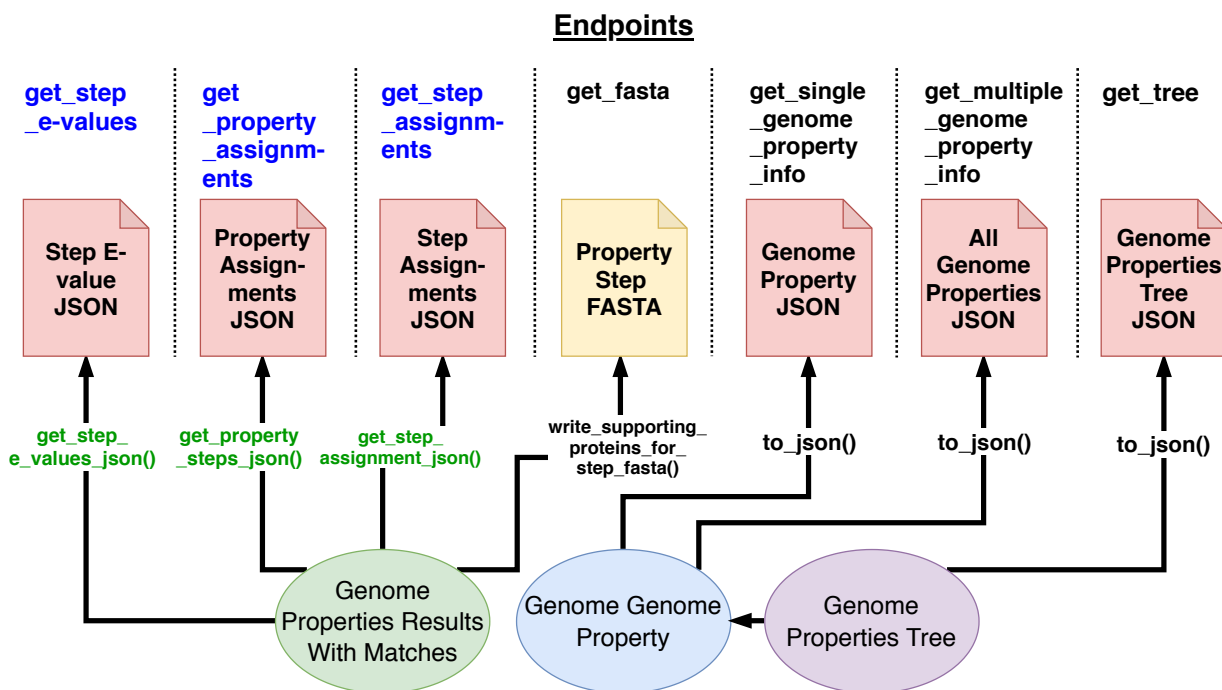 Endpoints
get_step
_e-values
get
_property
_assignm-
ents
get_step
_assignm-
ents
get_fasta
get_single
_genome
_property
_info
get_multiple
_genome
_property
_info
get_tree
Step E-
value
JSON
Property
Assign-
ments
JSON
Step
Assign-
ments
JSON
Property
Step
FASTA
Genome
Property
JSON
All
Genome
Properties
JSON
Genome
Properties
Tree
JSON
get_step_
e_values_json()
get_property
_steps_json()
get_step_
assignment_json()
write_supporting_
proteins_for_
step_fasta()
to_json()
to_json()
to_json()
Genome
Properties Results
With Matches
Genome Genome
Property
Genome
Properties Tree